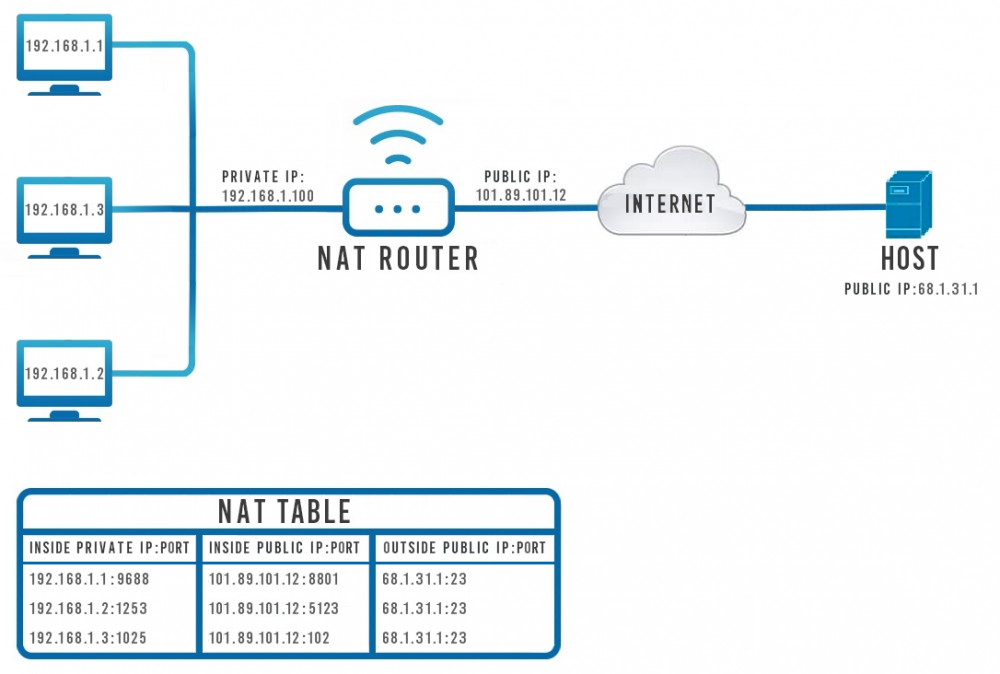 192.168.1.1
192.168.1.3
192.168.1.2
PRIVATE IP:
192.168.1.100
NAT ROUTER
PUBLIC IP:
101.89.101.12
INTERNET
HOST
PUBLIC IP:68.1.31.1
NAT TABLE
INSIDE PRIVATE IP:PORT INSIDE PUBLIC IP:PORT OUTSIDE PUBLIC IP:PORT
192.168.1.1:9688 101.89.101.12:8801 68.1.31.1:23
192.168.1.2:1253 101.89.101.12:5123 68.1.31.1:23
192.168.1.3:1025 101.89.101.12:102 68.1.31.1:23